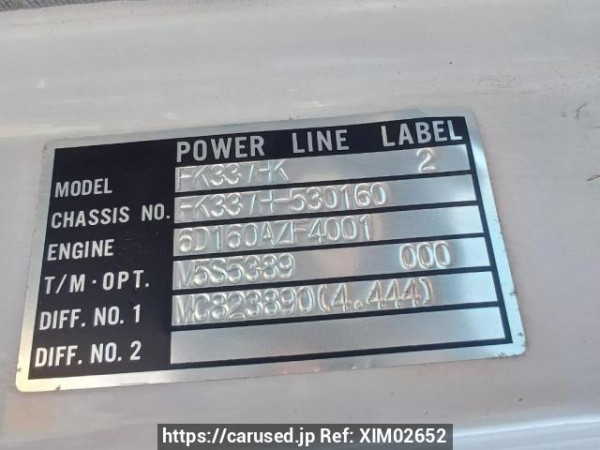 POWER LINE LABEL
MODEL FK337HK 2
CHASSIS NO. FK337H-530160
ENGINE 6D160AZF4001
T/M·OPT. M5S5389 000
DIFF. NO. 1 MC823890(4.444)
DIFF. NO. 2
https://carused.jp Ref: XIM02652